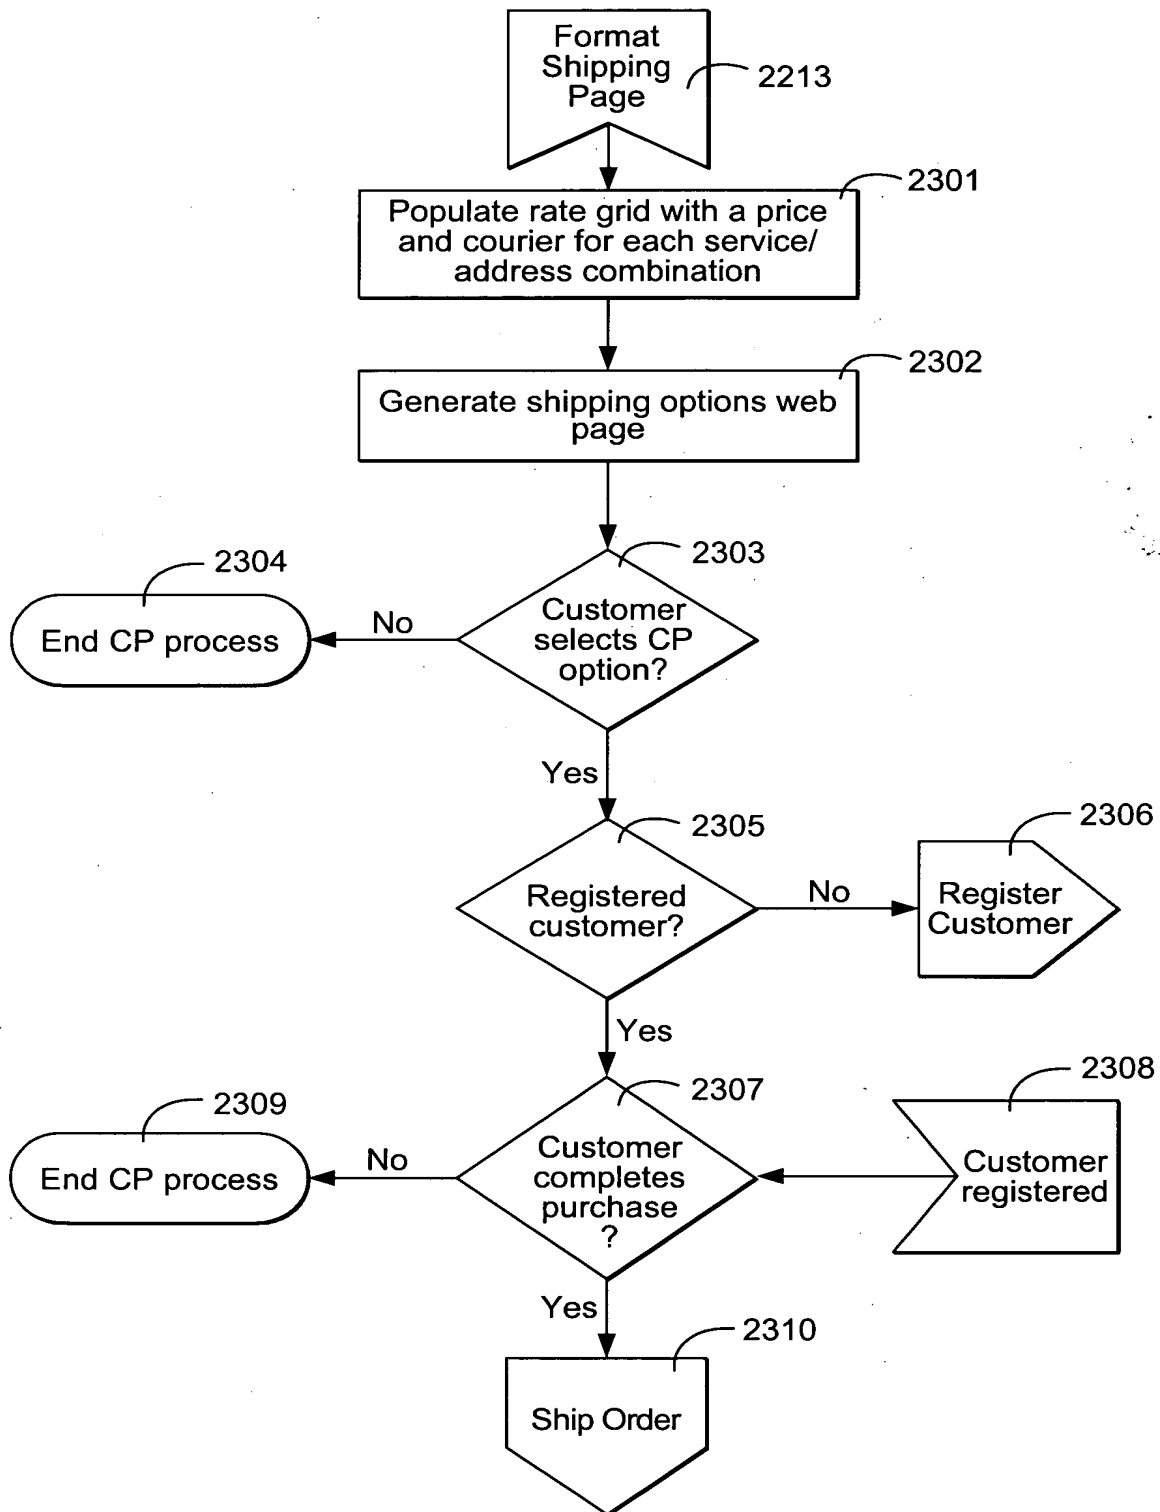 Format
Shipping
Page
2213
2301
Populate rate grid with a price
and courier for each service/
address combination
2302
Generate shipping options web
page
2303
Customer
selects CP
option?
No
2304
End CP process
Yes
2305
Registered
customer?
No
2306
Register
Customer
Yes
2307
Customer
completes
purchase
?
2308
Customer
registered
No
2309
End CP process
Yes
2310
Ship Order